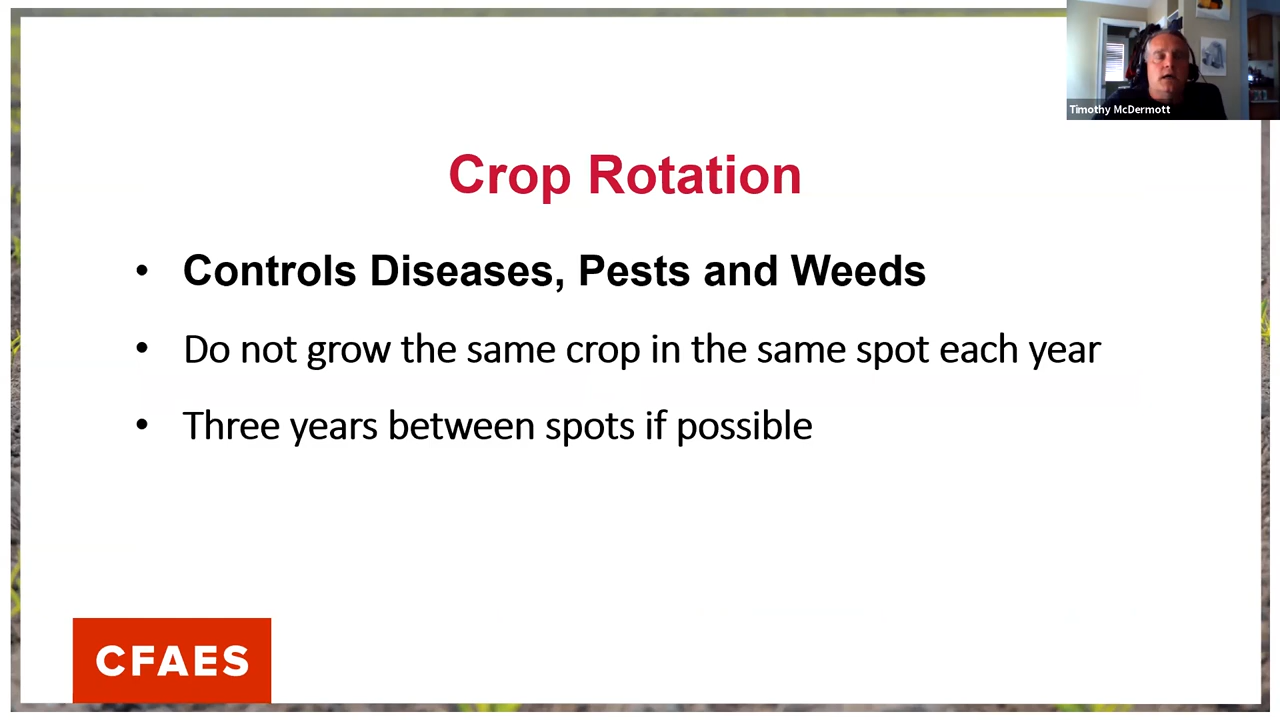 Timothy McDermott
Crop Rotation
• Controls Diseases, Pests and Weeds
• Do not grow the same crop in the same spot each year
• Three years between spots if possible
CFAES